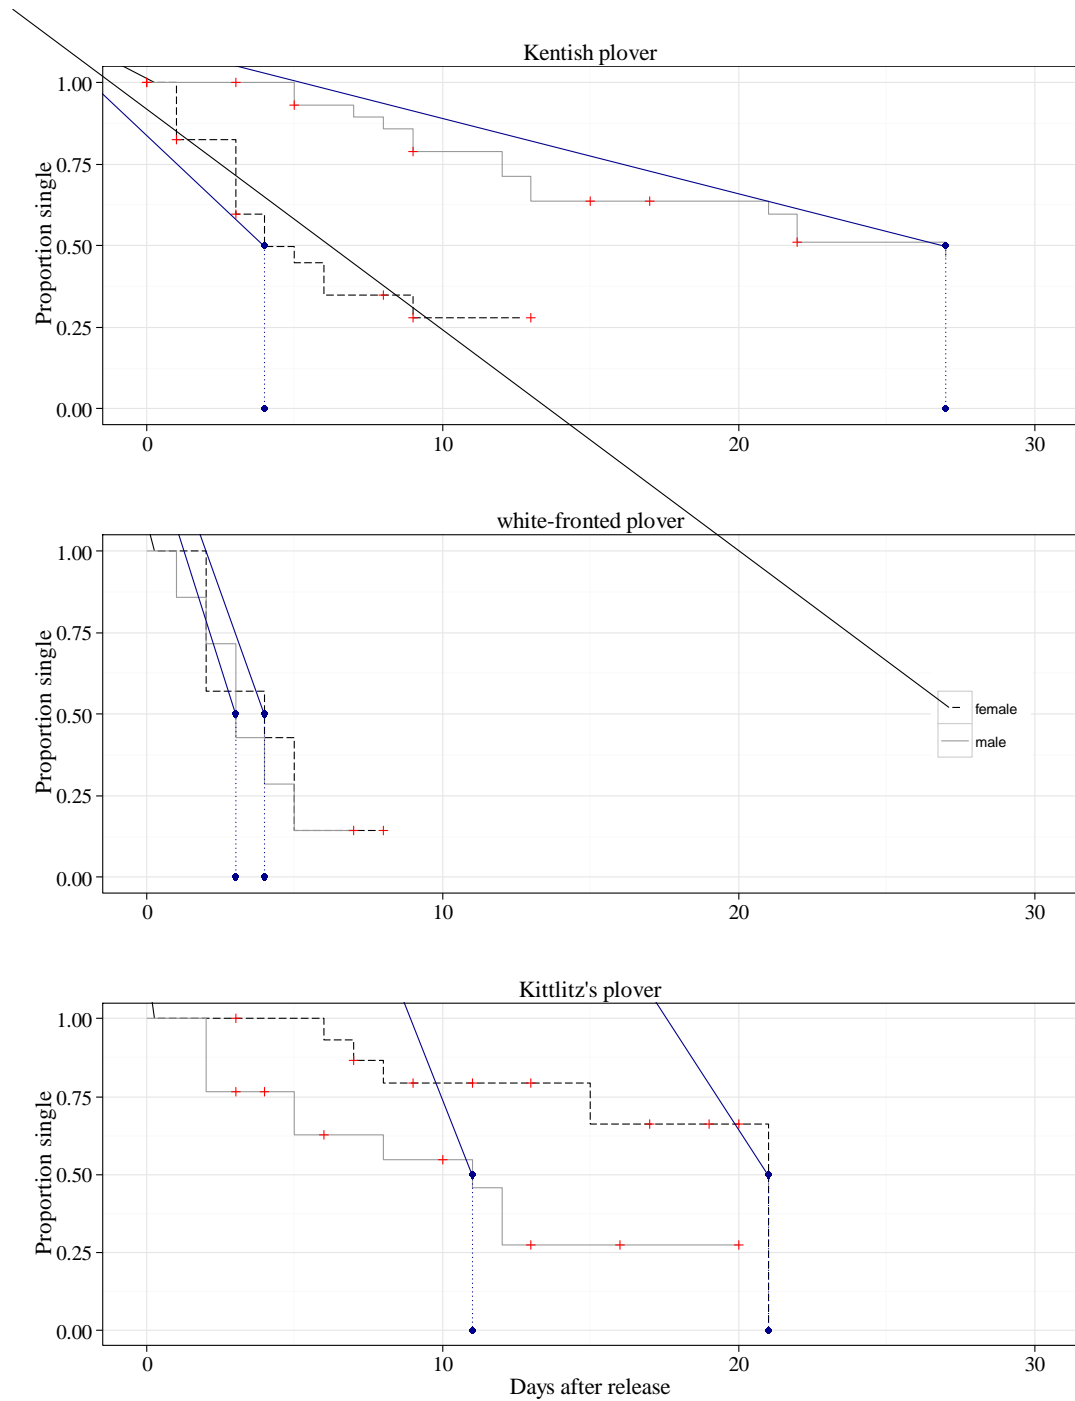 Kentish plover
Proportion single
1.00
0.75
0.50
0.25
0.00
0 10 20 30
white-fronted plover
Proportion single
1.00
0.75
0.50
0.25
0.00
0 10 20 30
female
male
Kittlitz's plover
Proportion single
1.00
0.75
0.50
0.25
0.00
0 10 20 30
Days after release